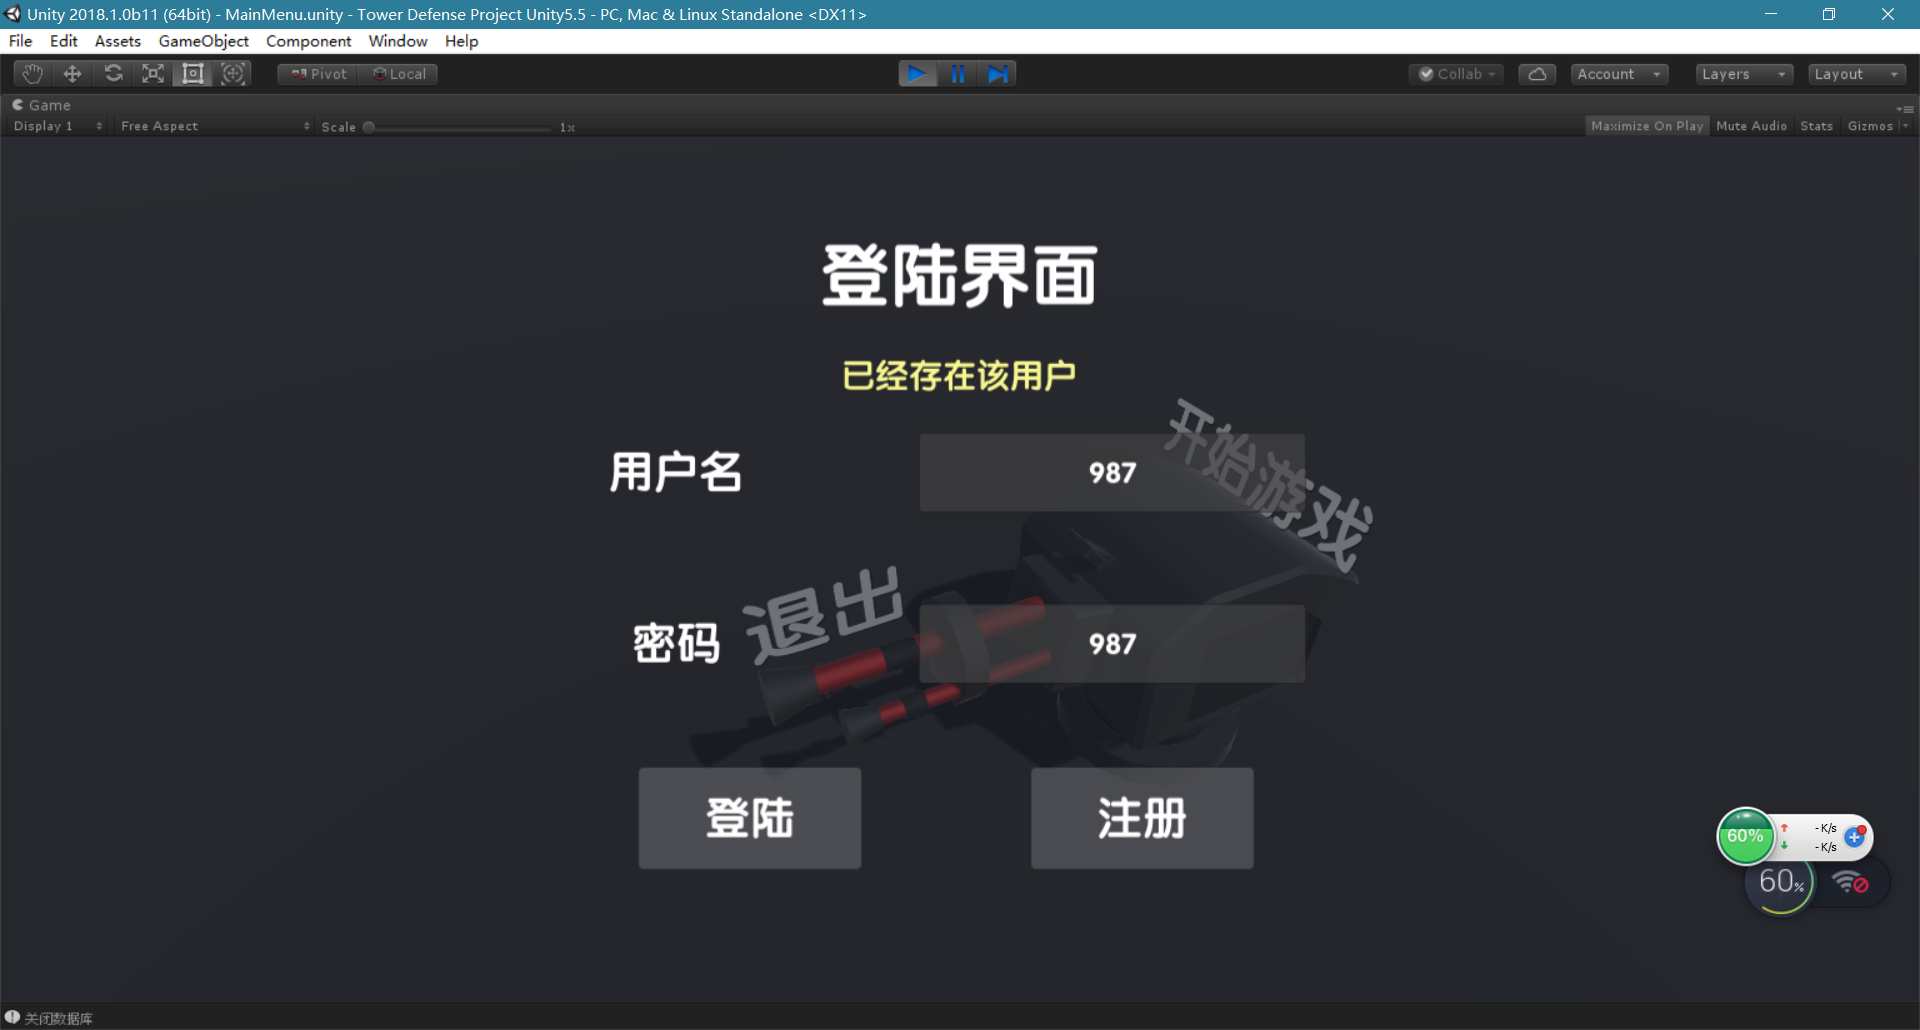 Unity 2018.1.0b11 (64bit) - MainMenu.unity - Tower Defense Project Unity5.5 - PC, Mac & Linux Standalone <DX11>
File Edit Assets GameObject Component Window Help
Pivot Local Collab Account Layers Layout
Game
Display 1 Free Aspect Scale 1x Maximize On Play Mute Audio Stats Gizmos
登陆界面
已经存在该用户
开始游戏
用户名 987
退出
密码 987
登陆 注册
60% - K/s
- K/s
60%
关闭数据库